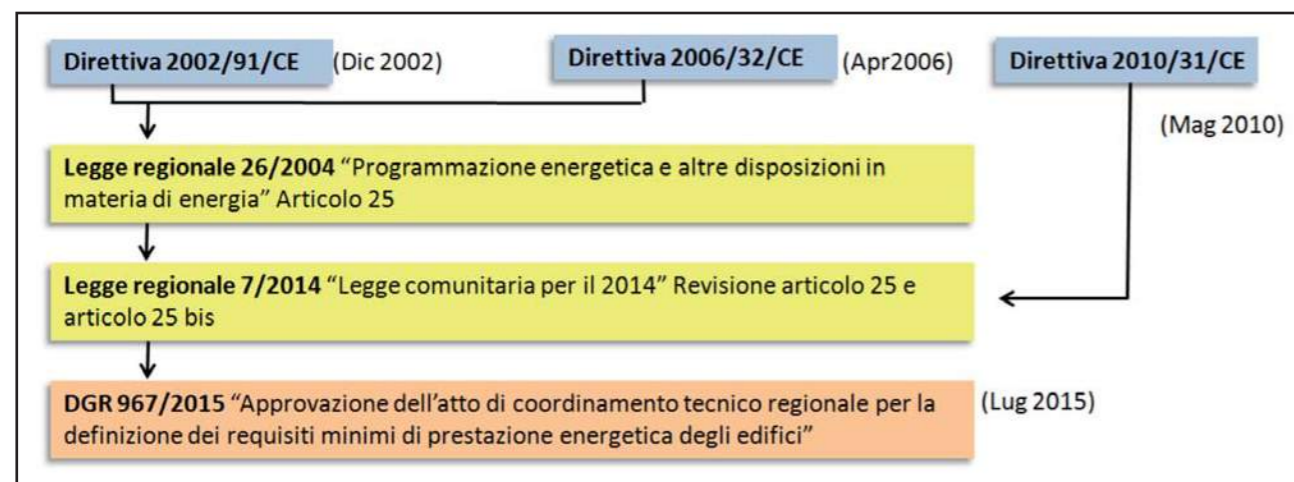 Direttiva 2002/91/CE (Dic 2002)
Direttiva 2006/32/CE (Apr2006)
Direttiva 2010/31/CE
(Mag 2010)
Legge regionale 26/2004 “Programmazione energetica e altre disposizioni in
materia di energia” Articolo 25
Legge regionale 7/2014 “Legge comunitaria per il 2014” Revisione articolo 25 e
articolo 25 bis
DGR 967/2015 “Approvazione dell’atto di coordinamento tecnico regionale per la
definizione dei requisiti minimi di prestazione energetica degli edifici”
(Lug 2015)